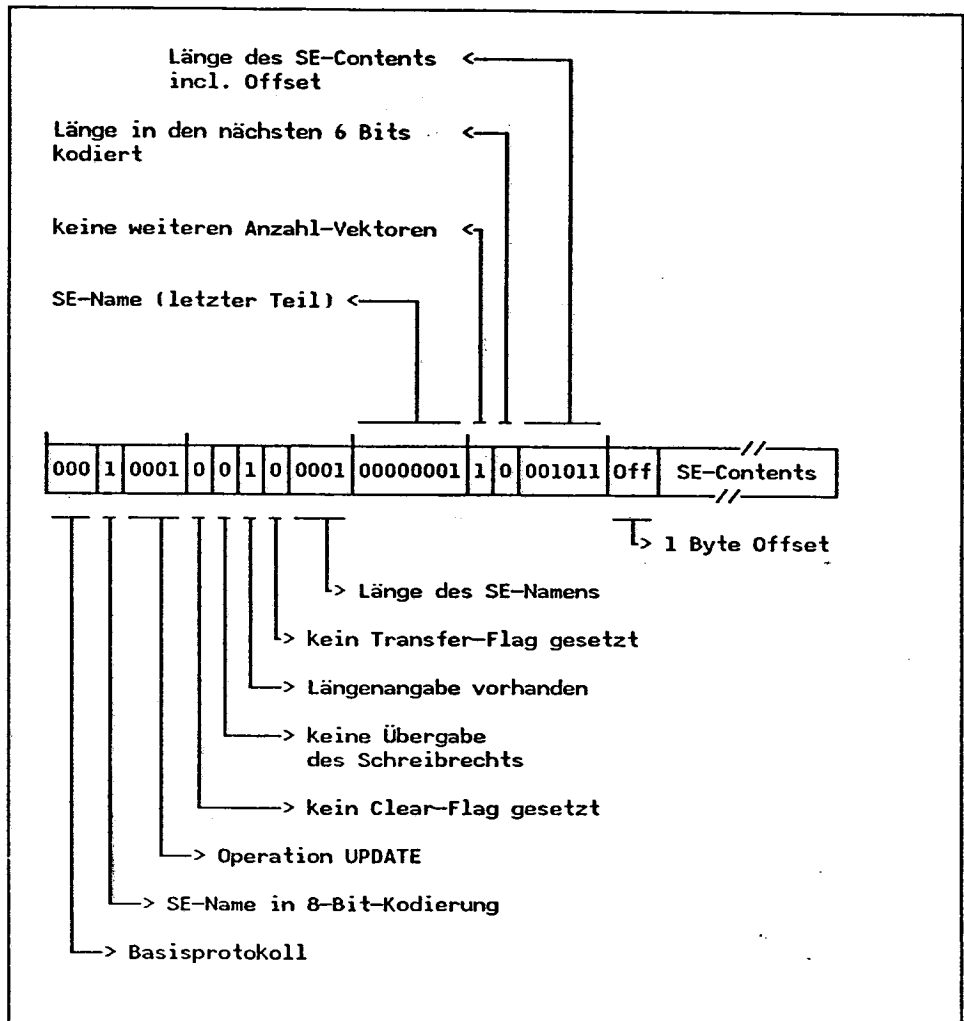 Länge des SE-Contents <
incl. Offset
Länge in den nächsten 6 Bits <
kodiert
keine weiteren Anzahl-Vektoren <
SE-Name (letzter Teil) <
000 1 0001 0 0 1 0 0001 00000001 1 0 001011 Off // SE-Contents //
> 1 Byte Offset
> Länge des SE-Namens
> kein Transfer-Flag gesetzt
> Längenangabe vorhanden
> keine Übergabe
des Schreibrechts
> kein Clear-Flag gesetzt
> Operation UPDATE
> SE-Name in 8-Bit-Kodierung
> Basisprotokoll